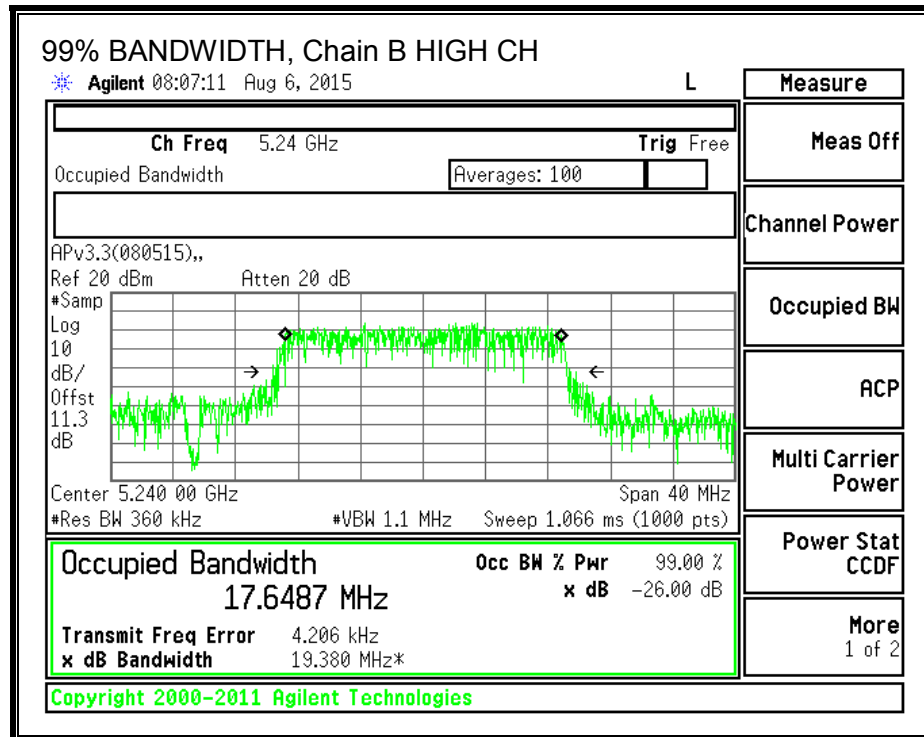 99% BANDWIDTH, Chain B HIGH CH
Agilent 08:07:11 Aug 6, 2015 L
Ch Freq 5.24 GHz Trig Free
Occupied Bandwidth Averages: 100
APv3.3(080515),,
Ref 20 dBm Atten 20 dB
#Samp
Log
10
dB/
Offst
11.3
dB
Center 5.240 00 GHz Span 40 MHz
#Res BW 360 kHz #VBW 1.1 MHz Sweep 1.066 ms (1000 pts)
Occupied Bandwidth Occ BW % Pwr 99.00 %
17.6487 MHz x dB -26.00 dB
Transmit Freq Error 4.206 kHz
x dB Bandwidth 19.380 MHz*
Copyright 2000-2011 Agilent Technologies
Measure
Meas Off
Channel Power
Occupied BW
ACP
Multi Carrier
Power
Power Stat
CCDF
More
1 of 2